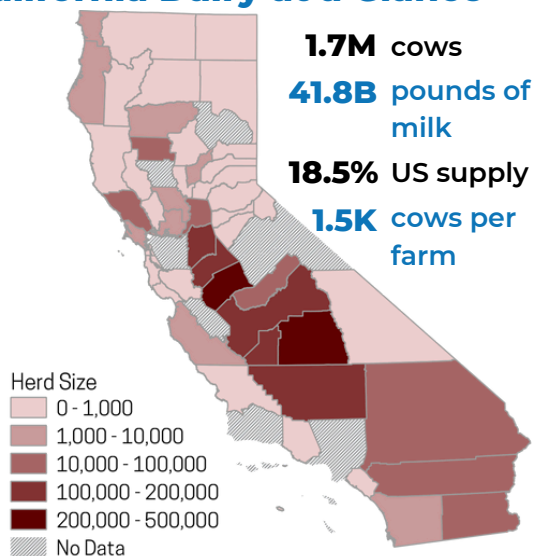 1.7M cows
41.8B pounds of
milk
18.5% US supply
1.5K cows per
farm
Herd Size
0 - 1,000
1,000 - 10,000
10,000 - 100,000
100,000 - 200,000
200,000 - 500,000
No Data